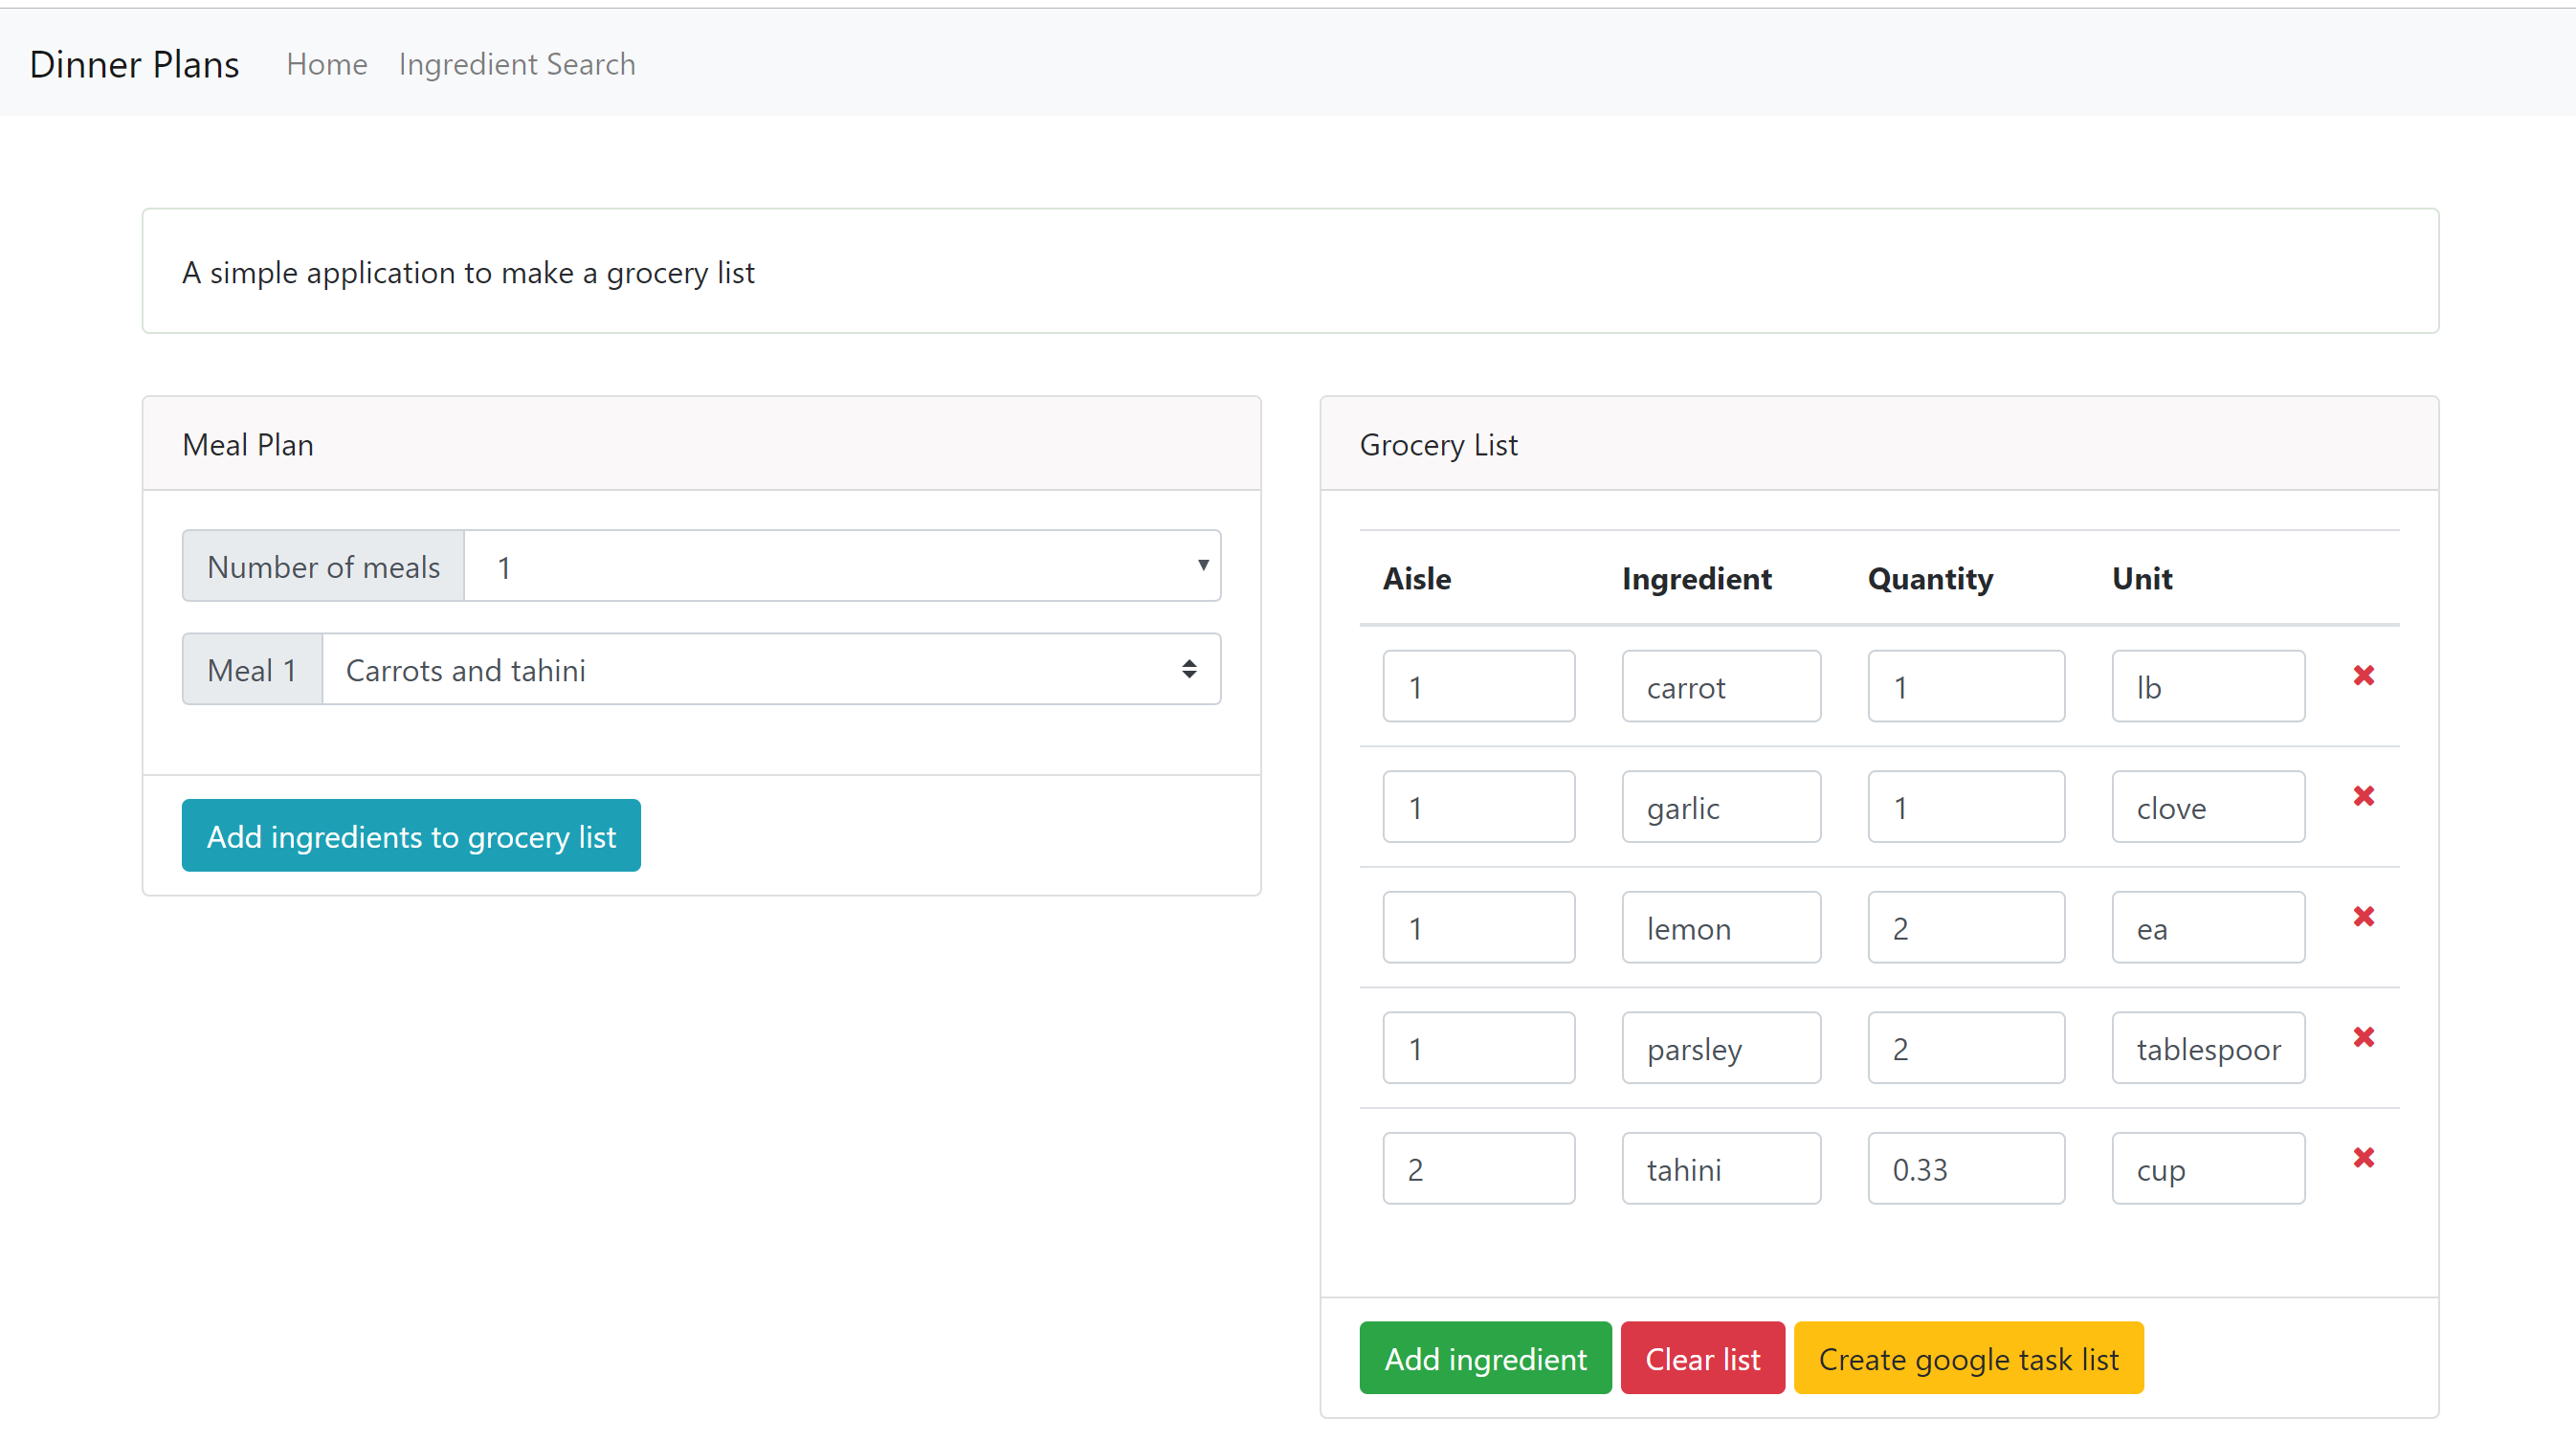 Dinner Plans Home Ingredient Search
A simple application to make a grocery list
Meal Plan
Number of meals 1
Meal 1 Carrots and tahini
Add ingredients to grocery list
Grocery List
Aisle Ingredient Quantity Unit
1 carrot 1 lb
1 garlic 1 clove
1 lemon 2 ea
1 parsley 2 tablespoor
2 tahini 0.33 cup
Add ingredient Clear list Create google task list